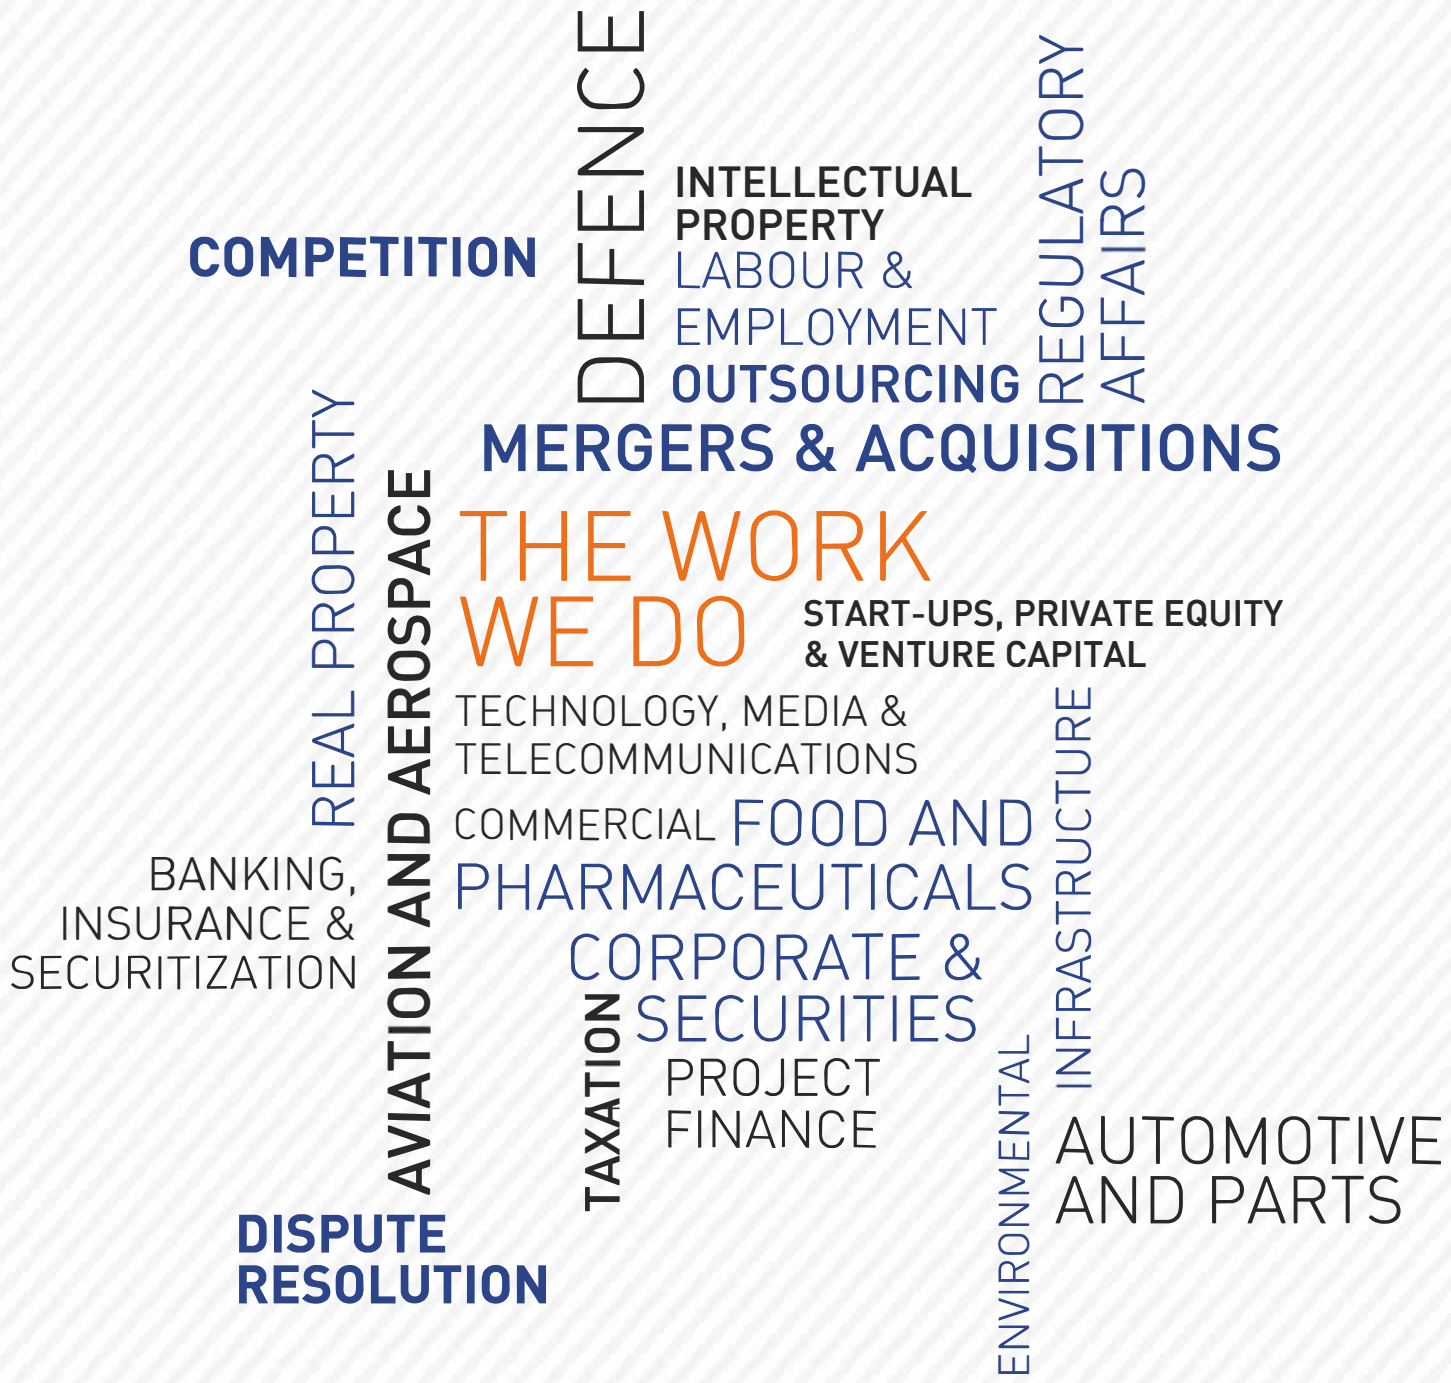 DEFENCE
REGULATORY
AFFAIRS
INTELLECTUAL
PROPERTY
COMPETITION
LABOUR &
EMPLOYMENT
OUTSOURCING
MERGERS & ACQUISITIONS
REAL PROPERTY
AVIATION AND AEROSPACE
THE WORK
WE DO
START-UPS, PRIVATE EQUITY
& VENTURE CAPITAL
TECHNOLOGY, MEDIA &
TELECOMMUNICATIONS
INFRASTRUCTURE
COMMERCIAL
FOOD AND
PHARMACEUTICALS
BANKING,
INSURANCE &
SECURITIZATION
CORPORATE &
SECURITIES
TAXATION
PROJECT
FINANCE
ENVIRONMENTAL
AUTOMOTIVE
AND PARTS
DISPUTE
RESOLUTION